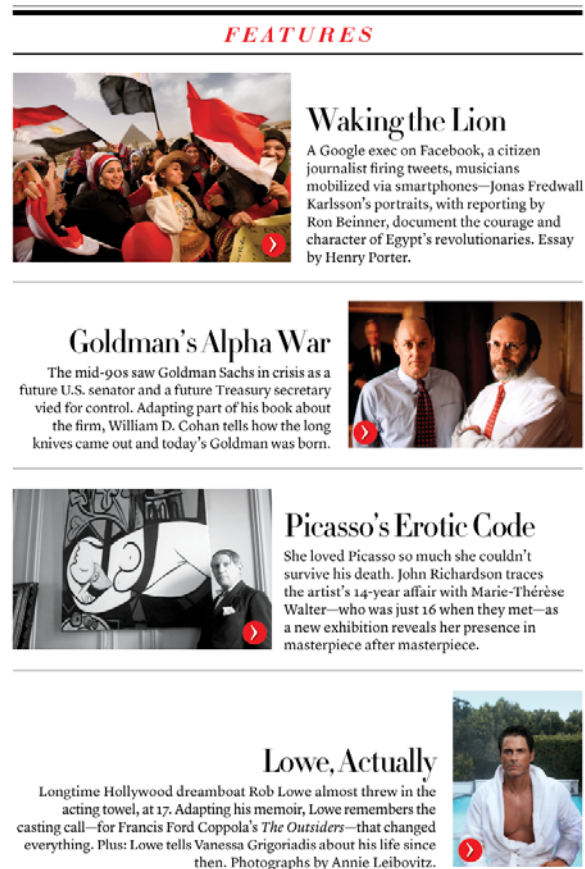 FEATURES
Waking the Lion
A Google exec on Facebook, a citizen
journalist firing tweets, musicians
mobilized via smartphones—Jonas Fredwall
Karlsson's portraits, with reporting by
Ron Beinner, document the courage and
character of Egypt's revolutionaries. Essay
by Henry Porter.
Goldman's Alpha War
The mid-90s saw Goldman Sachs in crisis as a
future U.S. senator and a future Treasury secretary
vied for control. Adapting part of his book about
the firm, William D. Cohan tells how the long
knives came out and today's Goldman was born.
Picasso's Erotic Code
She loved Picasso so much she couldn't
survive his death. John Richardson traces
the artist's 14-year affair with Marie-Thérèse
Walter—who was just 16 when they met—as
a new exhibition reveals her presence in
masterpiece after masterpiece.
Lowe, Actually
Longtime Hollywood dreamboat Rob Lowe almost threw in the
acting towel, at 17. Adapting his memoir, Lowe remembers the
casting call—for Francis Ford Coppola's The Outsiders—that changed
everything. Plus: Lowe tells Vanessa Grigoriadis about his life since
then. Photographs by Annie Leibovitz.